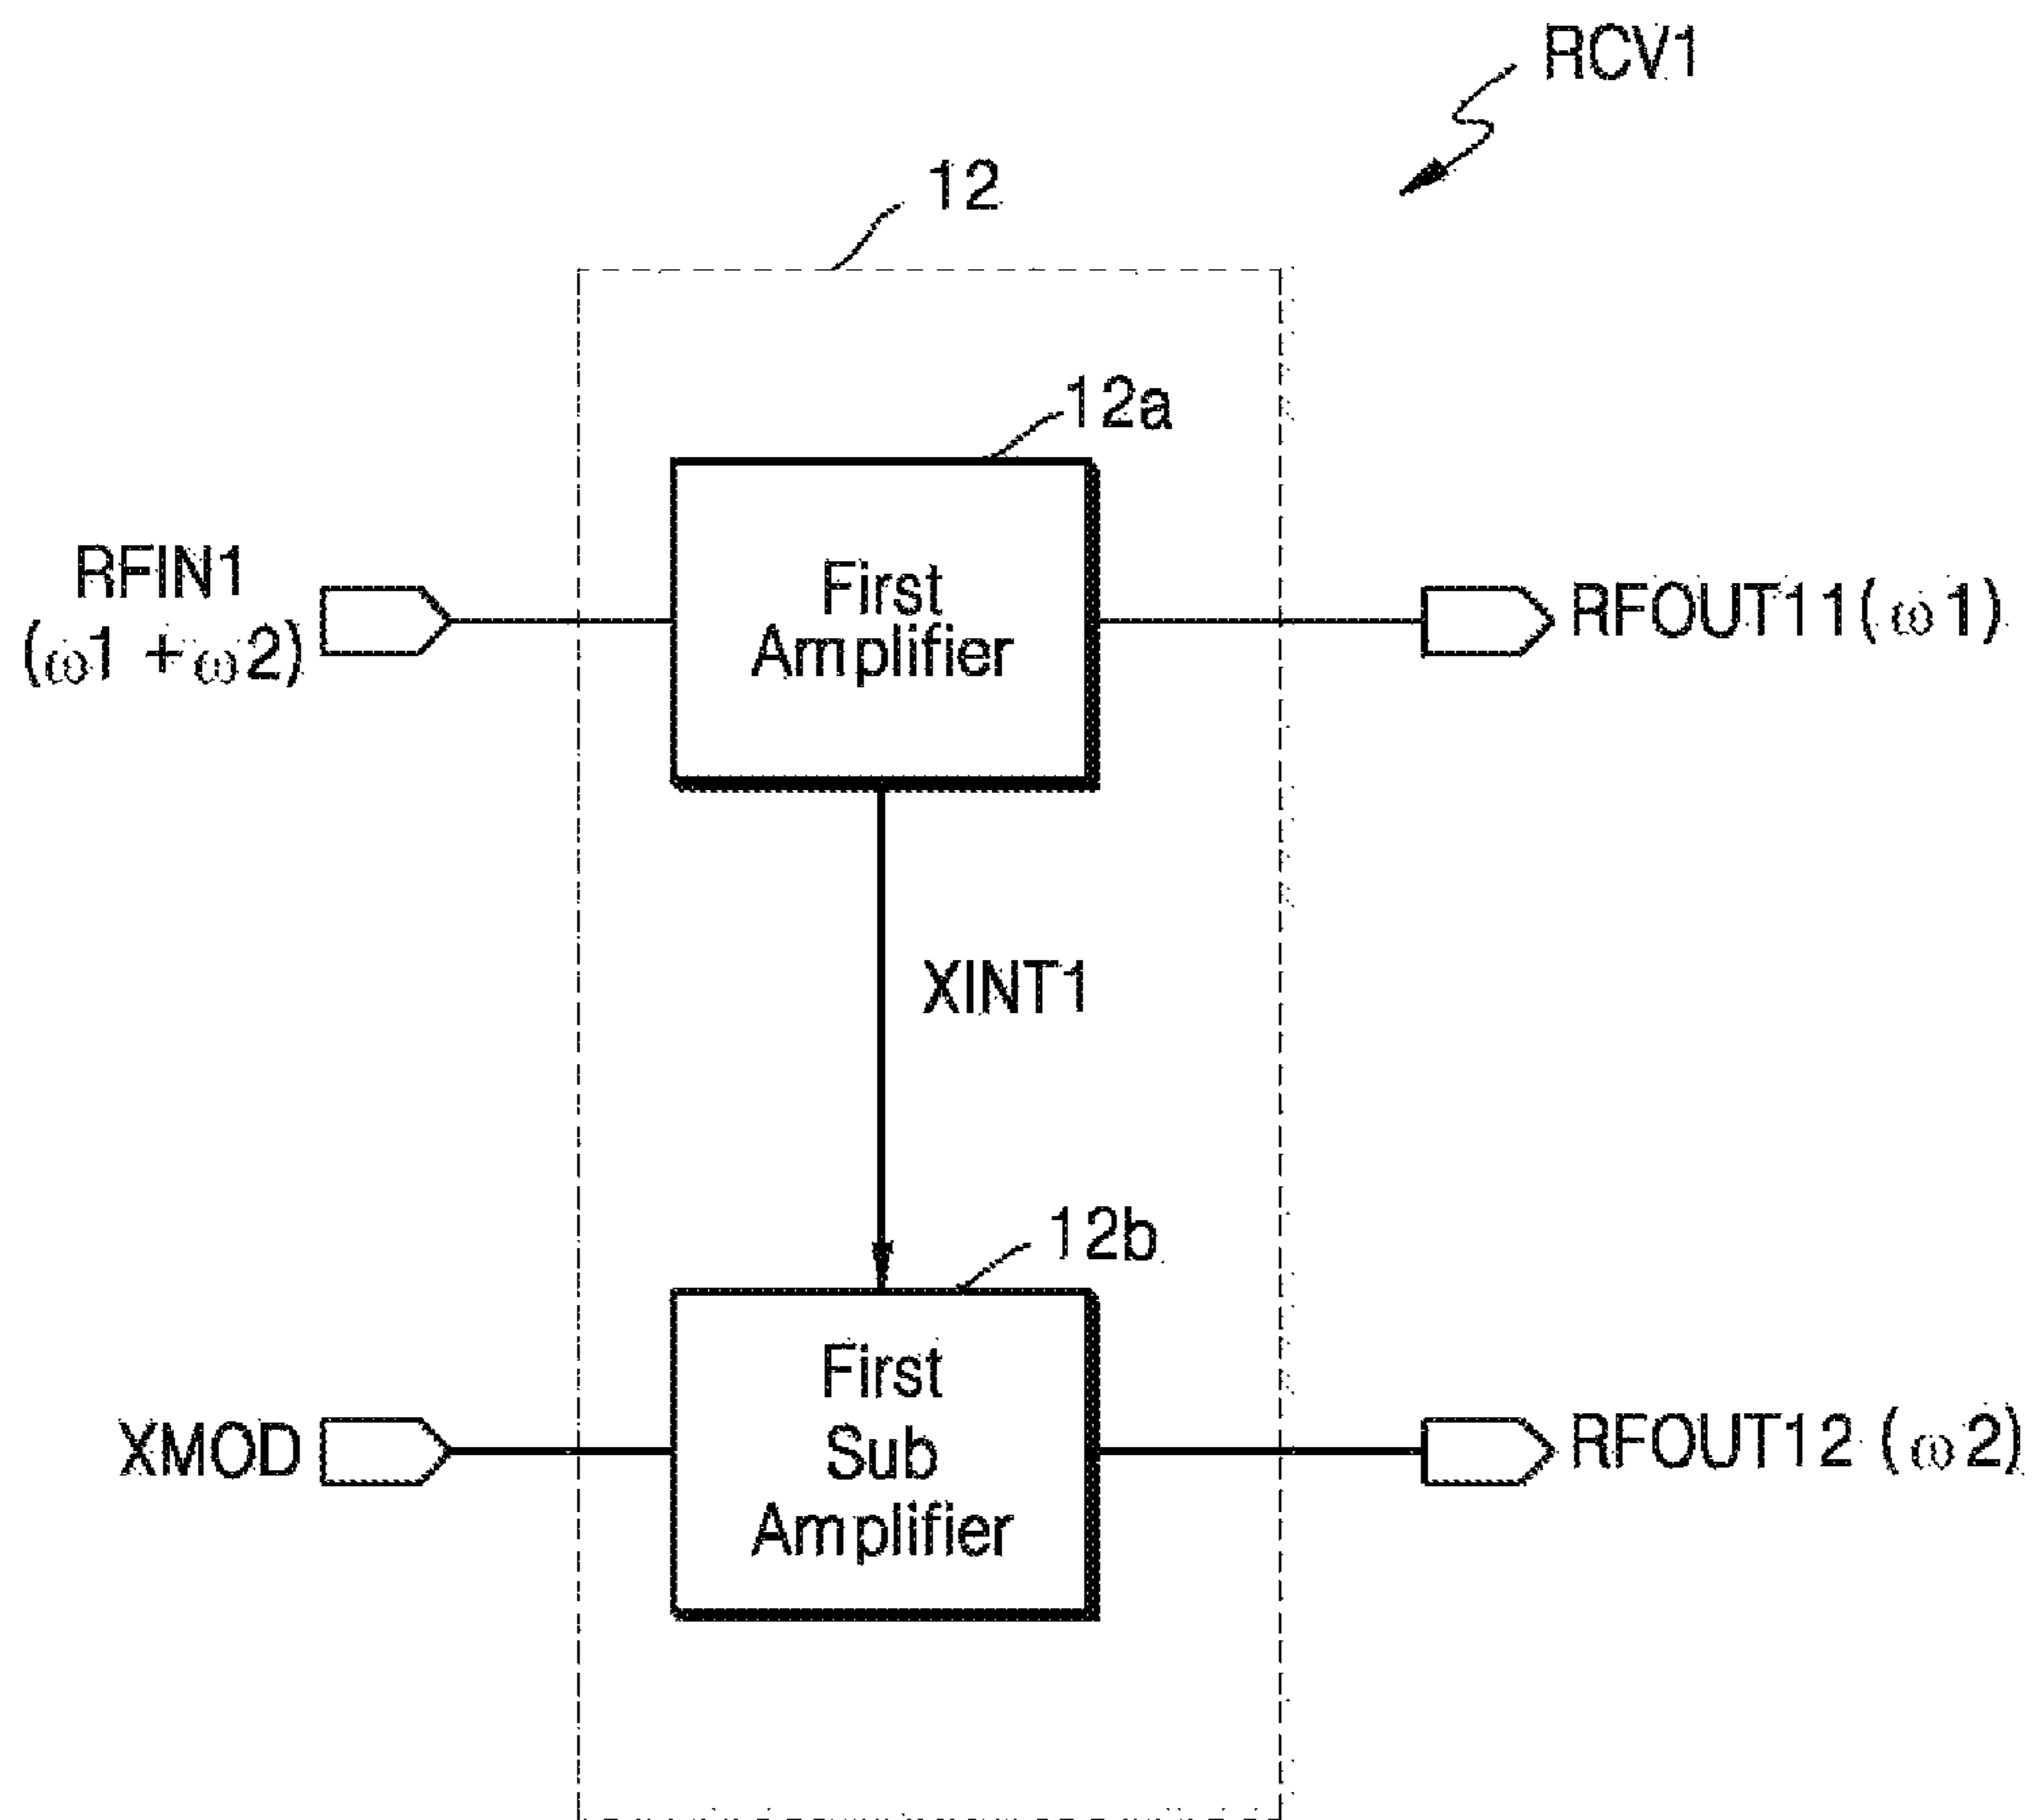 RCV1
12
12a
RFIN1
(ω1+ω2)
First
Amplifier
RFOUT11(ω1)
XINT1
12b
XMOD
First
Sub
Amplifier
RFOUT12 (ω2)